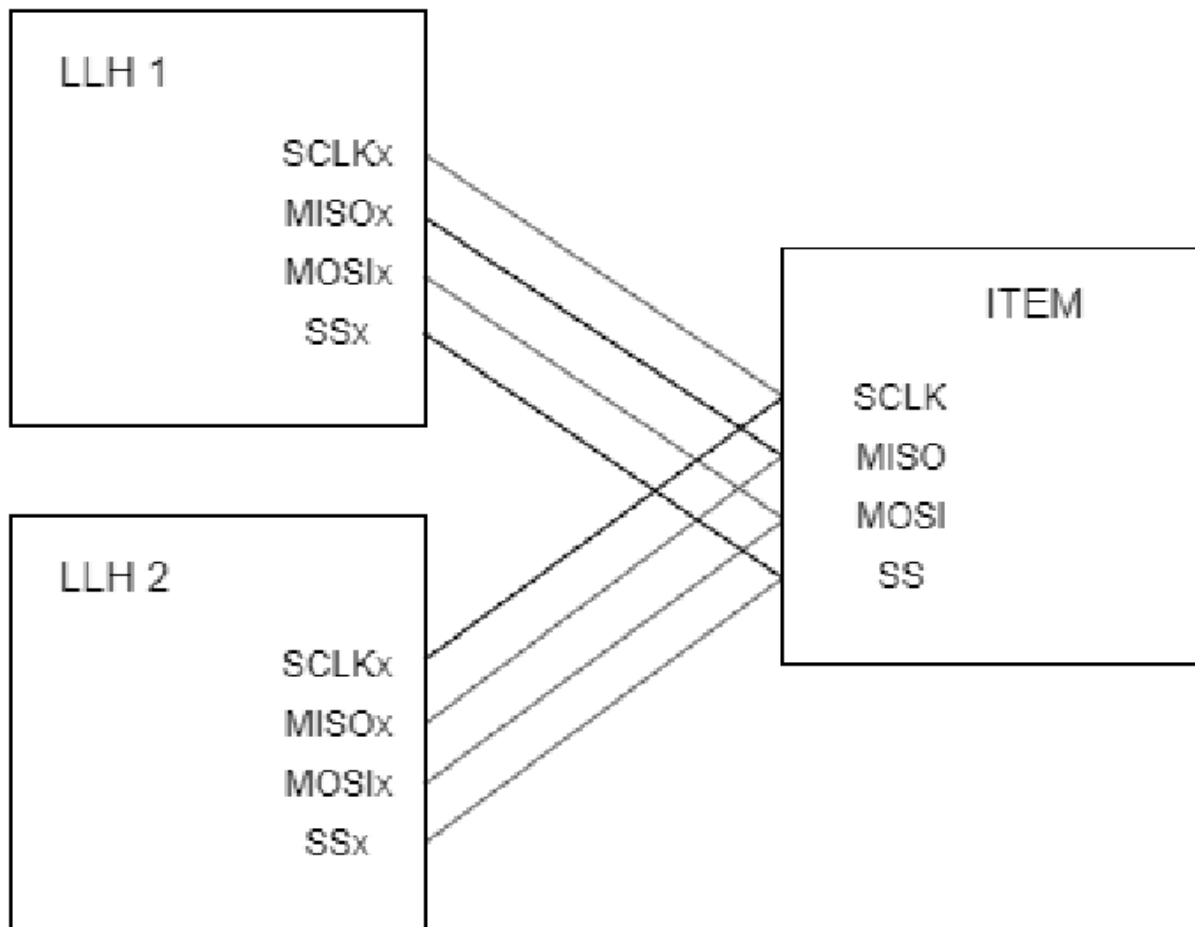 LLH 1
SCLKx
MISOx
MOSIx
SSx
ITEM
SCLK
MISO
MOSI
SS
LLH 2
SCLKx
MISOx
MOSIx
SSx